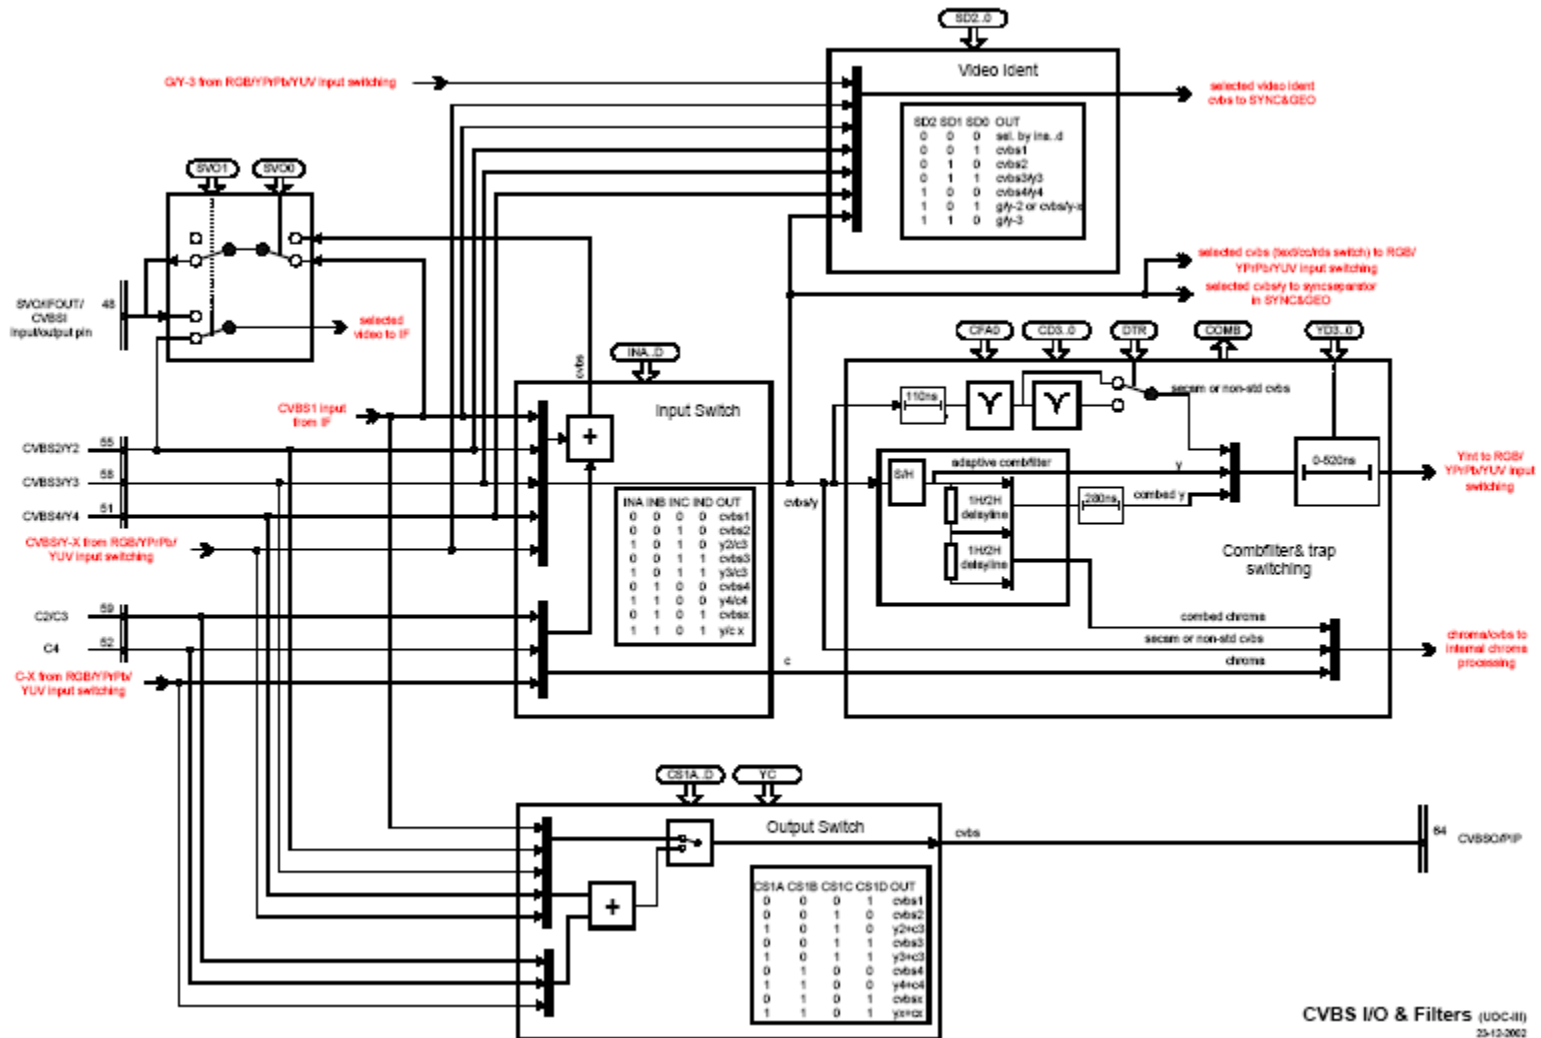 SD2..0
Video Ident
G/Y-3 from RGB/YPrPb/YUV input switching
selected video ident
cvbs to SYNC&GEO
SD2 SD1 SD0 OUT
0 0 0 sel. by ina..d
0 0 1 cvbs1
0 1 0 cvbs2
0 1 1 cvbs3/y3
1 0 0 cvbs4/y4
1 0 1 g/y-2 or cvbs/y-x
1 1 0 g/y-3
SVO1
SVO0
SVO/IFOUT/
CVBSI
input/output pin
48
selected
video to IF
selected cvbs (text/cc/rds switch) to RGB/
YPrPb/YUV input switching
selected cvbs/y to syncseparator
in SYNC&GEO
cvbs
INA..D
Input Switch
CVBS1 input
from IF
CVBS2/Y2
55
CVBS3/Y3
58
CVBS4/Y4
51
CVBS/Y-X from RGB/YPrPb/
YUV input switching
C2/C3
59
C4
52
C-X from RGB/YPrPb/
YUV input switching
+
INA INB INC IND OUT
0 0 0 0 cvbs1
0 0 1 0 cvbs2
1 0 1 0 y2/c3
0 0 1 1 cvbs3
1 0 1 1 y3/c3
0 1 0 0 cvbs4
1 1 0 0 y4/c4
0 1 0 1 cvbsx
1 1 0 1 y/c x
cvbs/y
c
CFA0
CD3..0
DTR
COMB
YD3..0
110ns
secam or non-std cvbs
S/H
adaptive combfilter
y
1H/2H
delayline
280ns
combed y
1H/2H
delayline
0-520ns
Yint to RGB/
YPrPb/YUV input
switching
Combfilter& trap
switching
combed chroma
secam or non-std cvbs
chroma
chroma/cvbs to
internal chroma
processing
CS1A..D
YC
Output Switch
+
cvbs
64
CVBSO/PIP
CS1A CS1B CS1C CS1D OUT
0 0 0 1 cvbs1
0 0 1 0 cvbs2
1 0 1 0 y2+c3
0 0 1 1 cvbs3
1 0 1 1 y3+c3
0 1 0 0 cvbs4
1 1 0 0 y4+c4
0 1 0 1 cvbsx
1 1 0 1 yx+cx
CVBS I/O & Filters (UOC-III)
23-12-2002